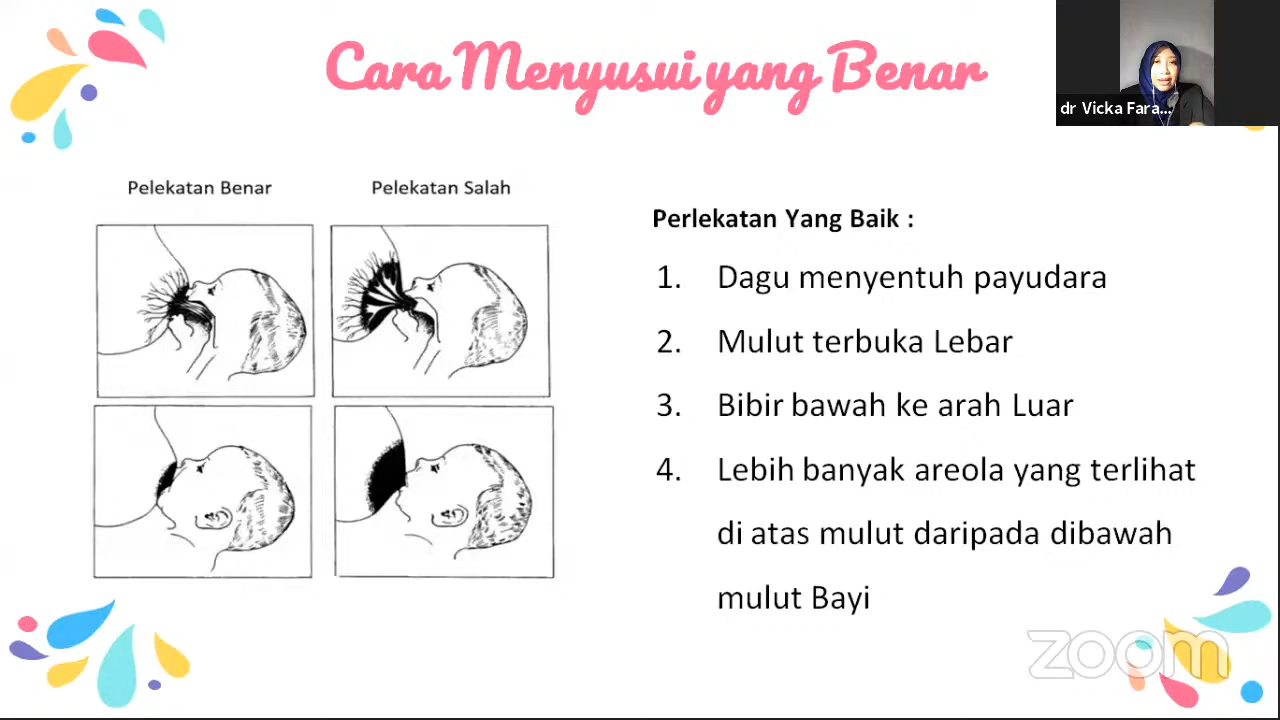 Cara Menyusui yang Benar
dr Vicka Fara...
Pelekatan Benar
Pelekatan Salah
Perlekatan Yang Baik :
1. Dagu menyentuh payudara
2. Mulut terbuka Lebar
3. Bibir bawah ke arah Luar
4. Lebih banyak areola yang terlihat
di atas mulut daripada dibawah
mulut Bayi
zoom